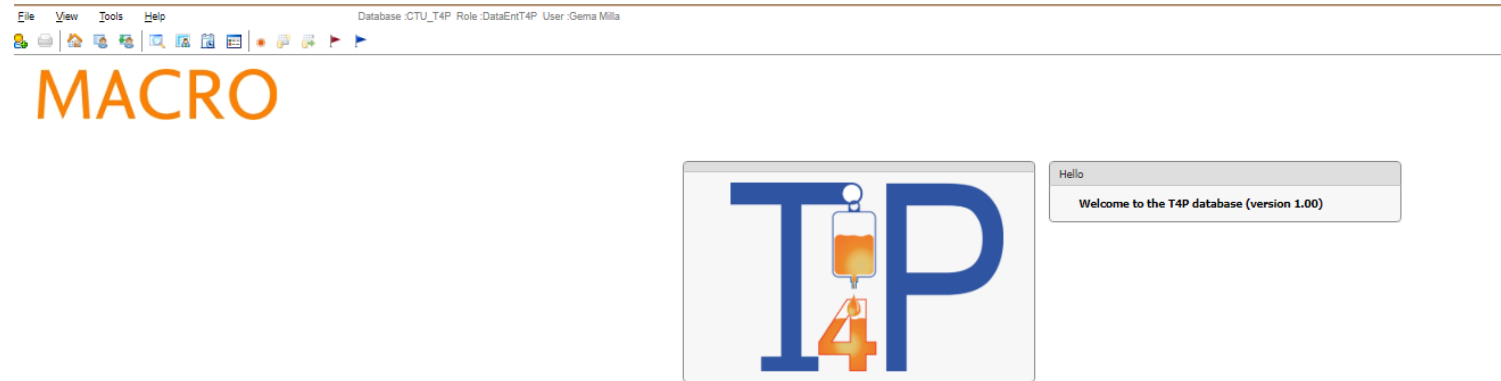 File View Tools Help Database :CTU_T4P Role :DataEntT4P User :Gema Milla
MACRO
T4P
Hello
Welcome to the T4P database (version 1.00)